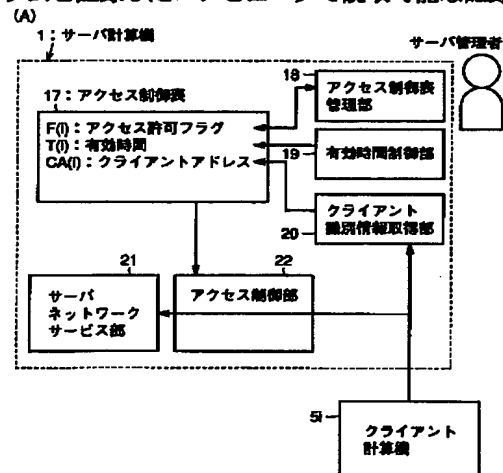 (A)
1：サーバ計算機
サーバ管理者
17：アクセス制御表
18
F(i)：アクセス許可フラグ
T(i)：有効時間
CA(i)：クライアントアドレス
アクセス制御表
管理部
19
有効時間制御部
クライアント
識別情報取得部
20
21
22
サーバ
ネットワーク
サービス部
アクセス制御部
5i
クライアント
計算機